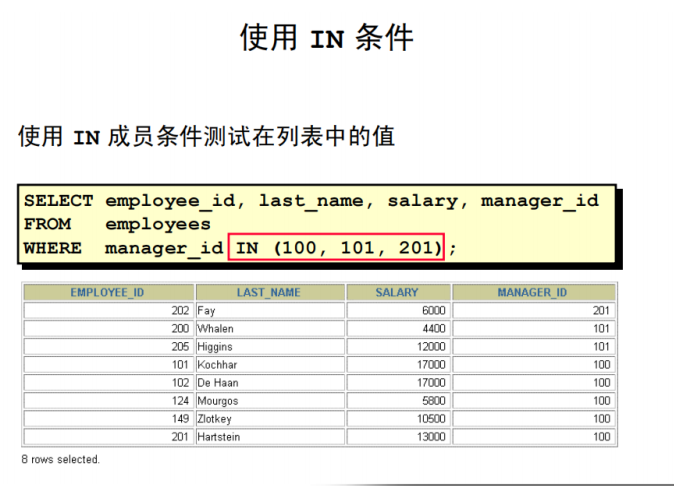 使用 IN 条件
使用 IN 成员条件测试在列表中的值
SELECT employee_id, last_name, salary, manager_id
FROM employees
WHERE manager_id IN (100, 101, 201);
EMPLOYEE_ID LAST_NAME SALARY MANAGER_ID
202 Fay 6000 201
200 Whalen 4400 101
205 Higgins 12000 101
101 Kochhar 17000 100
102 De Haan 17000 100
124 Mourgos 5800 100
149 Zlotkey 10500 100
201 Hartstein 13000 100
8 rows selected.